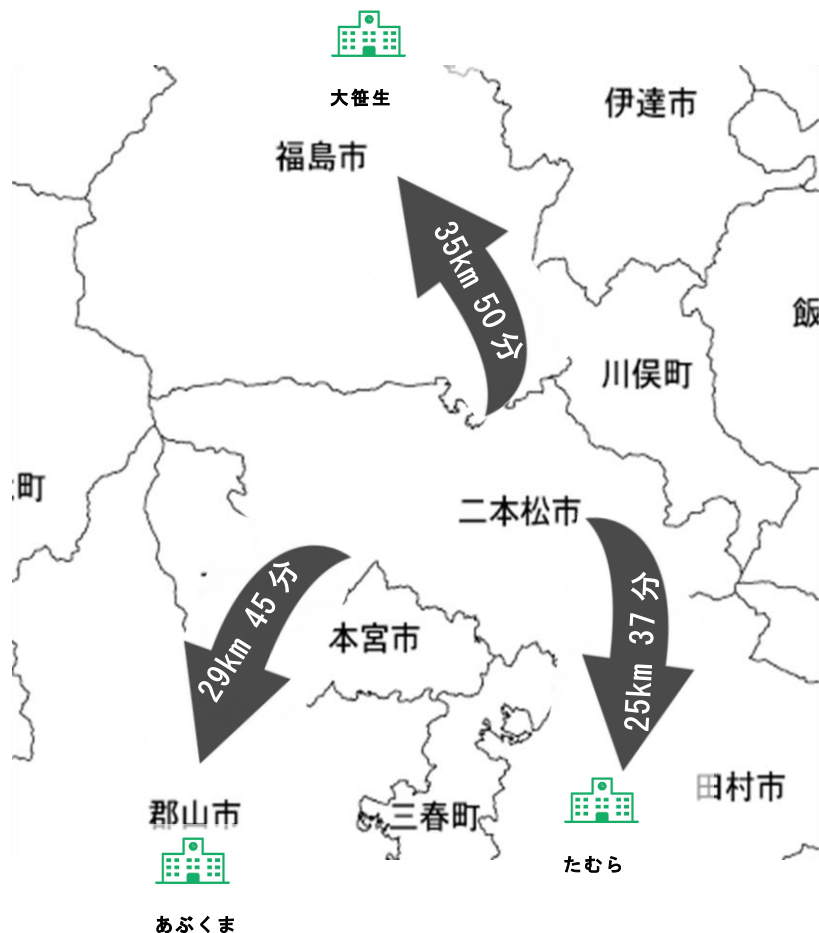 大笹生
伊達市
福島市
35km 50分
飯
川俣町
町
二本松市
29km 45分
25km 37分
本宮市
田村市
郡山市
三春町
たむら
あぶくま